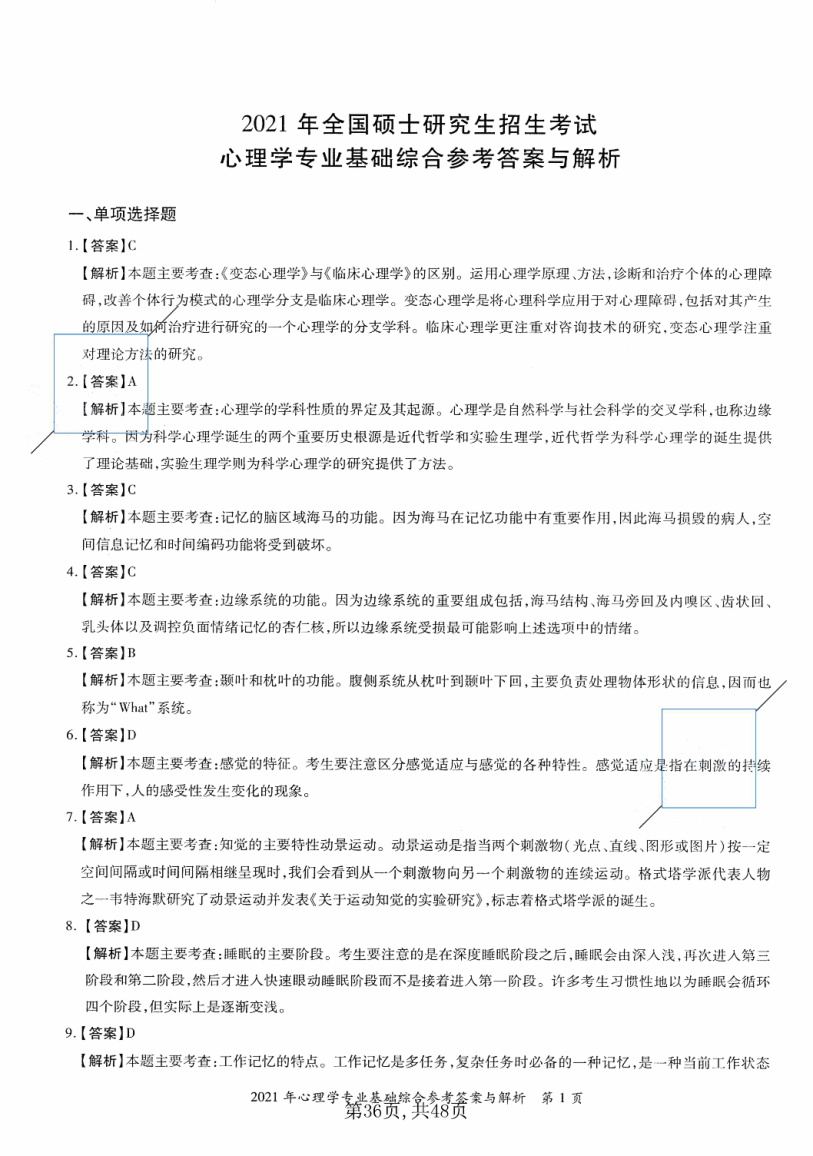 2021 年全国硕士研究生招生考试
心理学专业基础综合参考答案与解析
一、单项选择题
1.【答案】C
【解析】本题主要考查:《变态心理学》与《临床心理学》的区别。运用心理学原理、方法,诊断和治疗个体的心理障
碍,改善个体行为模式的心理学分支是临床心理学。变态心理学是将心理科学应用于对心理障碍,包括对其产生
的原因及如何治疗进行研究的一个心理学的分支学科。临床心理学更注重对咨询技术的研究,变态心理学注重
对理论方法的研究。
2.【答案】A
【解析】本题主要考查:心理学的学科性质的界定及其起源。心理学是自然科学与社会科学的交叉学科,也称边缘
学科。因为科学心理学诞生的两个重要历史根源是近代哲学和实验生理学,近代哲学为科学心理学的诞生提供
了理论基础,实验生理学则为科学心理学的研究提供了方法。
3.【答案】C
【解析】本题主要考查:记忆的脑区域海马的功能。因为海马在记忆功能中有重要作用,因此海马损毁的病人,空
间信息记忆和时间编码功能将受到破坏。
4.【答案】C
【解析】本题主要考查:边缘系统的功能。因为边缘系统的重要组成包括,海马结构、海马旁回及内嗅区、齿状回、
乳头体以及调控负面情绪记忆的杏仁核,所以边缘系统受损最可能影响上述选项中的情绪。
5.【答案】B
【解析】本题主要考查:颞叶和枕叶的功能。腹侧系统从枕叶到颞叶下回,主要负责处理物体形状的信息,因而也
称为“What”系统。
6.【答案】D
【解析】本题主要考查:感觉的特征。考生要注意区分感觉适应与感觉的各种特性。感觉适应是指在刺激的持续
作用下,人的感受性发生变化的现象。
7.【答案】A
【解析】本题主要考查:知觉的主要特性动景运动。动景运动是指当两个刺激物(光点、直线、图形或图片)按一定
空间间隔或时间间隔相继呈现时,我们会看到从一个刺激物向另一个刺激物的连续运动。格式塔学派代表人物
之一韦特海默研究了动景运动并发表《关于运动知觉的实验研究》,标志着格式塔学派的诞生。
8.【答案】D
【解析】本题主要考查:睡眠的主要阶段。考生要注意的是在深度睡眠阶段之后,睡眠会由深入浅,再次进入第三
阶段和第二阶段,然后才进入快速眼动睡眠阶段而不是接着进入第一阶段。许多考生习惯性地以为睡眠会循环
四个阶段,但实际上是逐渐变浅。
9.【答案】D
【解析】本题主要考查:工作记忆的特点。工作记忆是多任务,复杂任务时必备的一种记忆,是一种当前工作状态
2021 年心理学专业基础综合参考答案与解析 第 1 页
第36页,共48页